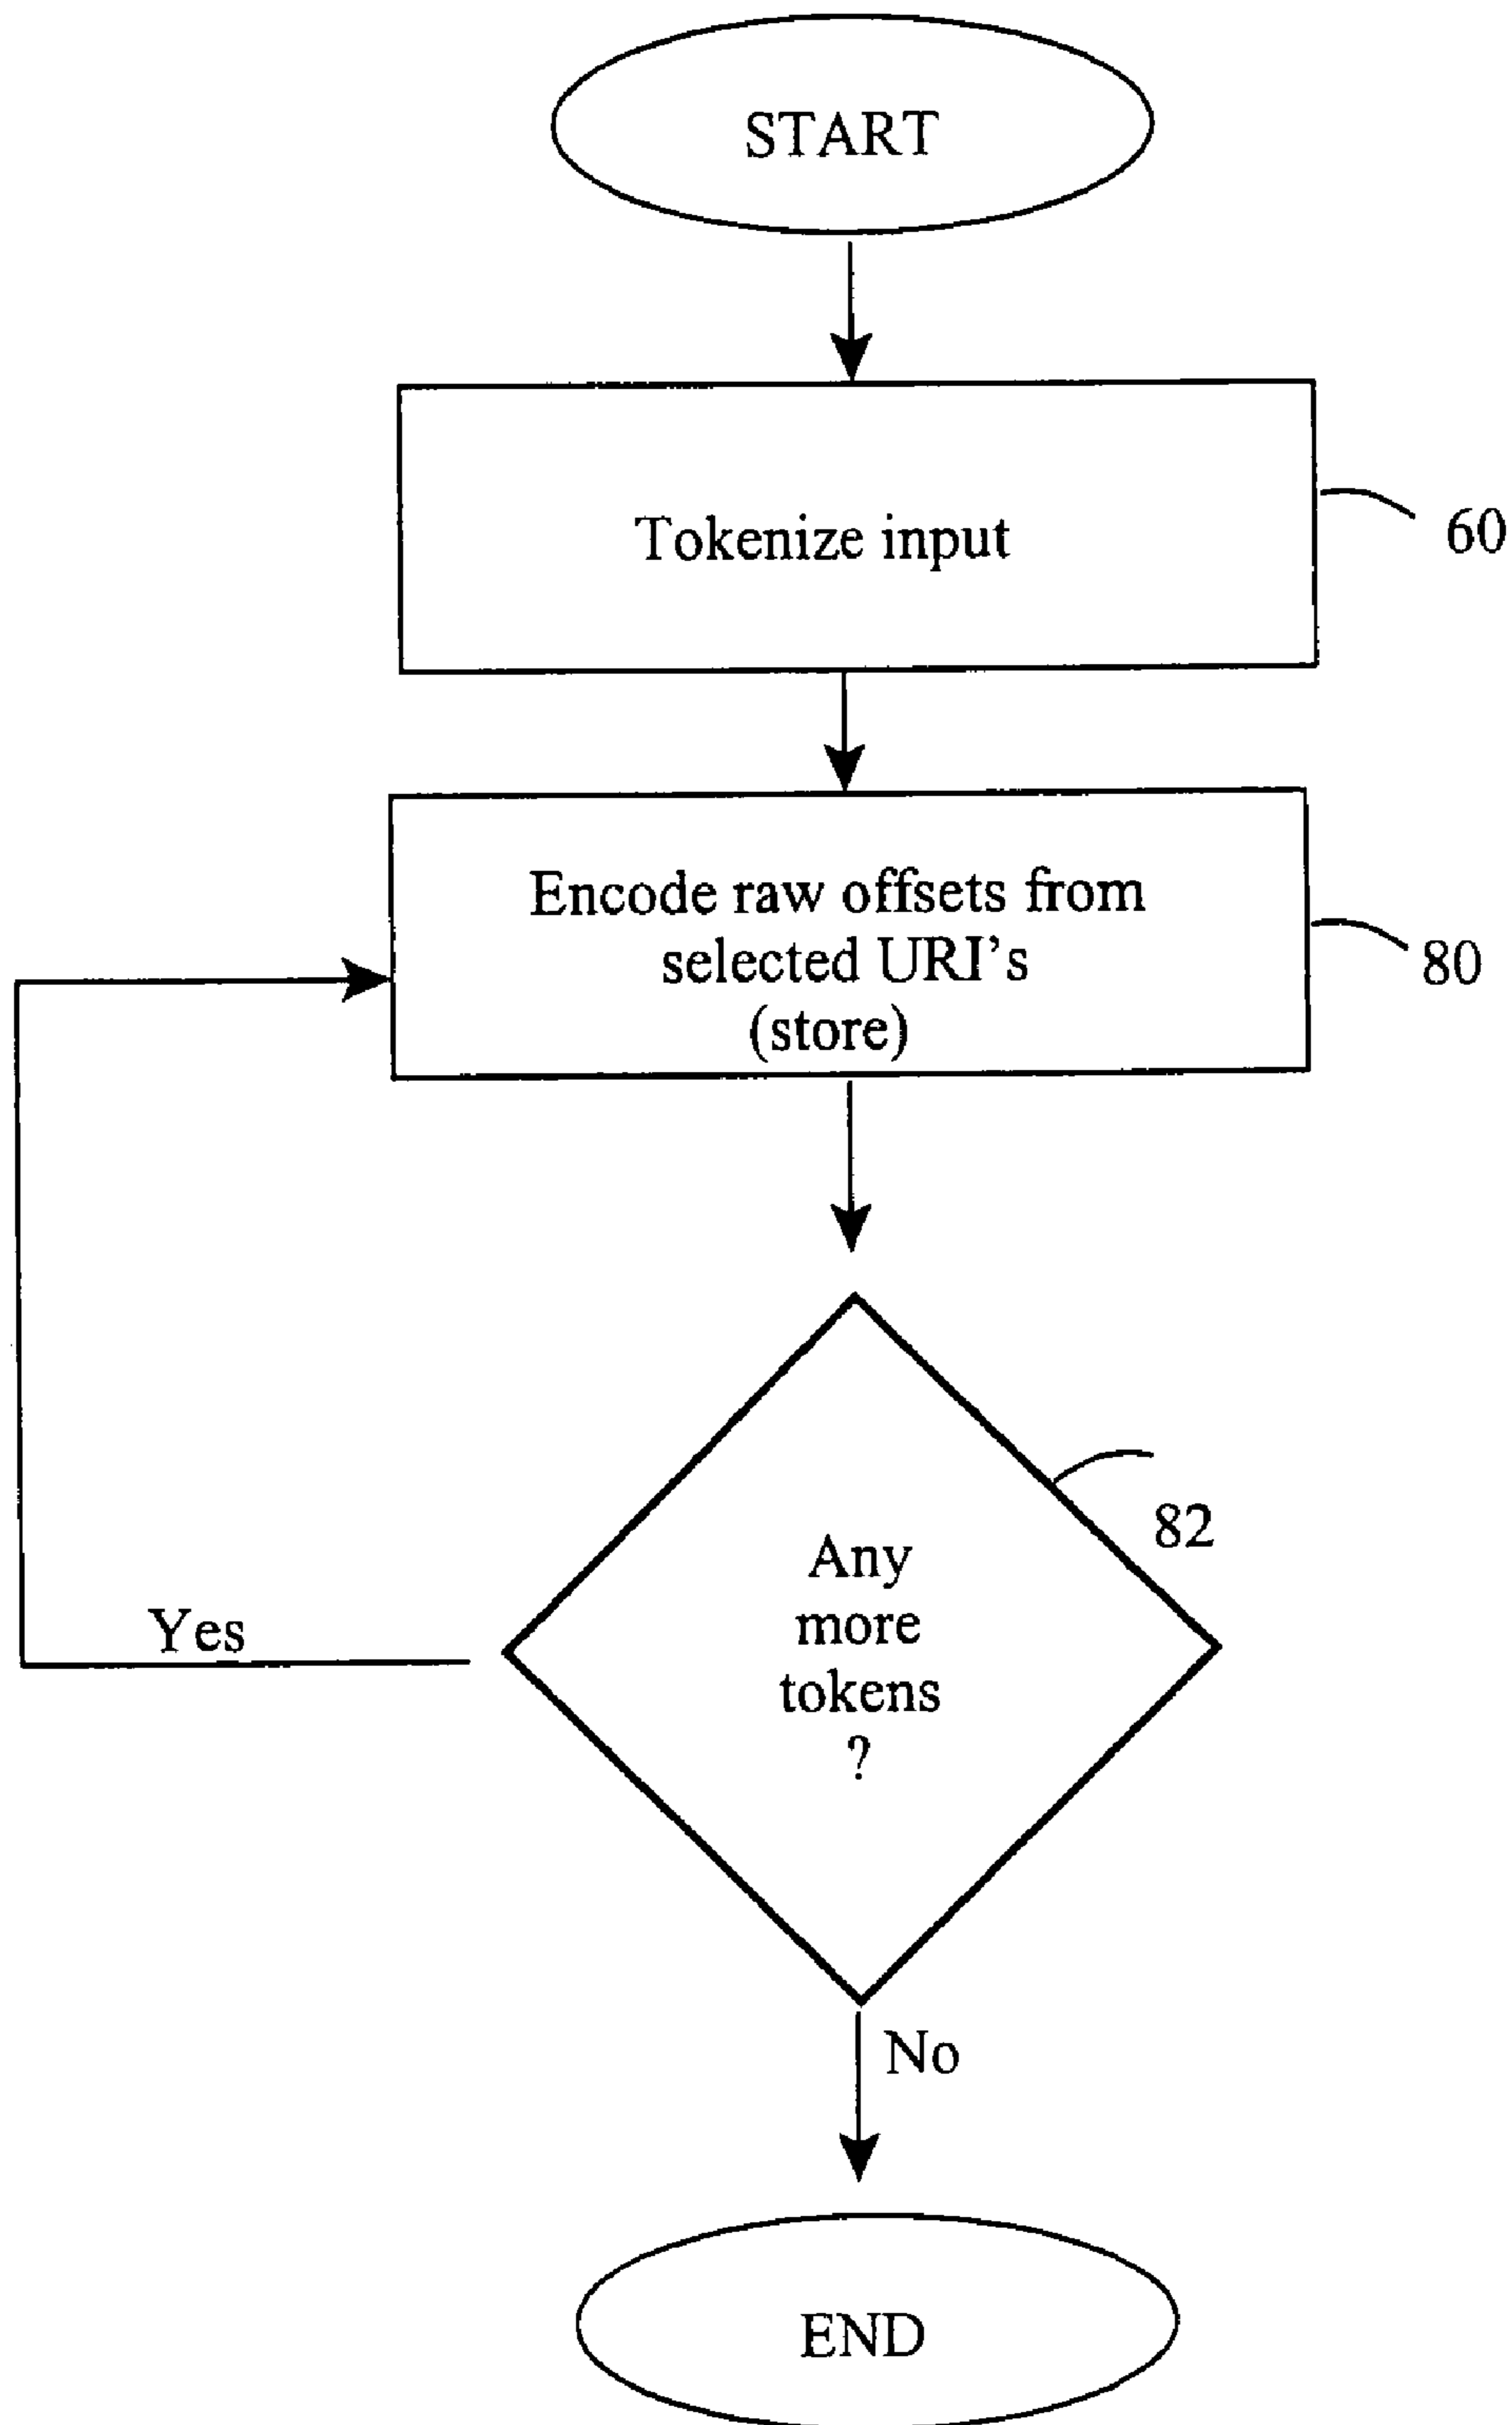 START
Tokenize input
60
Encode raw offsets from
selected URI's
(store)
80
82
Any
more
tokens
?
Yes
No
END